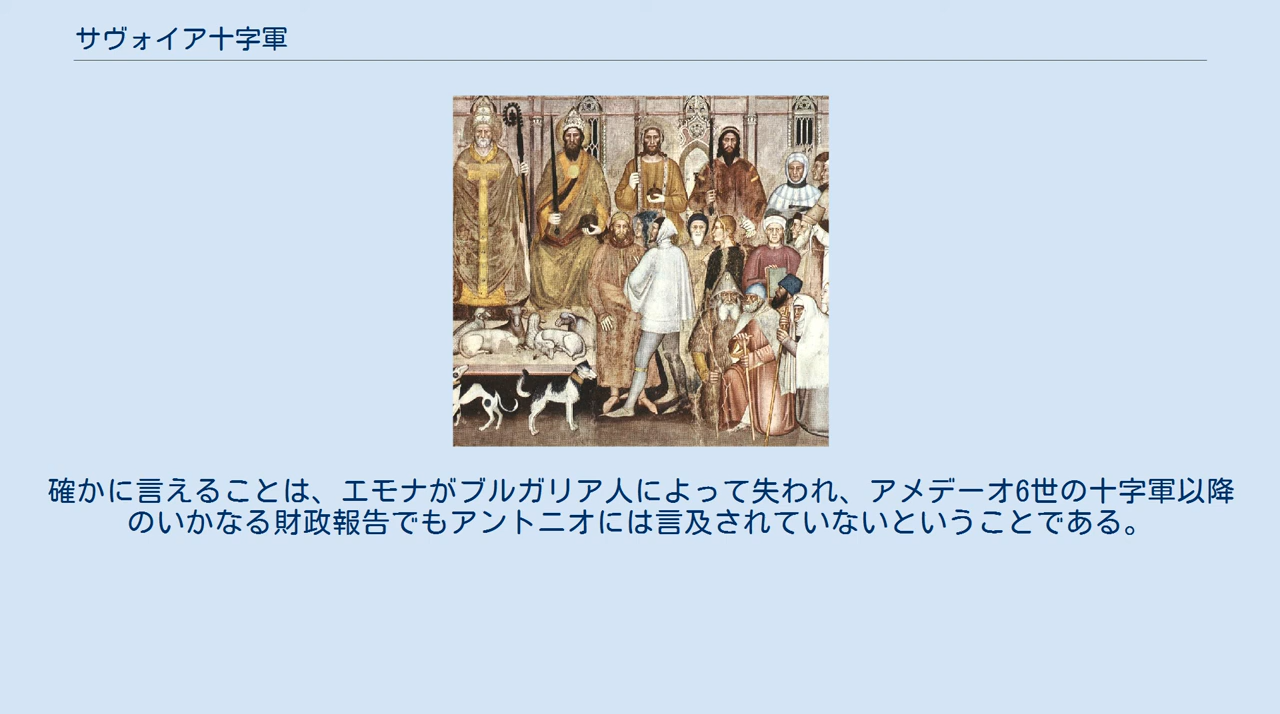 サヴォイア十字軍
確かに言えることは、エモナがブルガリア人によって失われ、アメデーオ6世の十字軍以降
のいかなる財政報告でもアントニオには言及されていないということである。